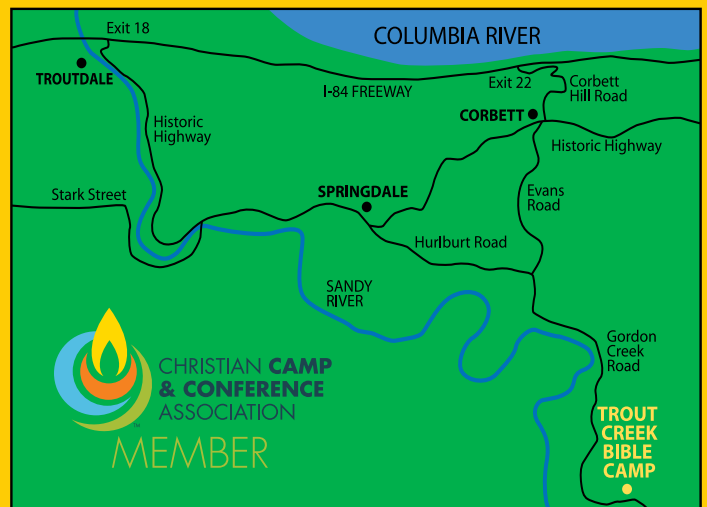 Exit 18
COLUMBIA RIVER
TROUTDALE
I-84 FREEWAY
Exit 22
Corbett
Hill Road
CORBETT
Historic
Highway
Historic Highway
Stark Street
SPRINGDALE
Evans
Road
Hurlburt Road
SANDY
RIVER
Gordon
Creek
Road
CHRISTIAN CAMP
& CONFERENCE
ASSOCIATION
TM
MEMBER
TROUT
CREEK
BIBLE
CAMP